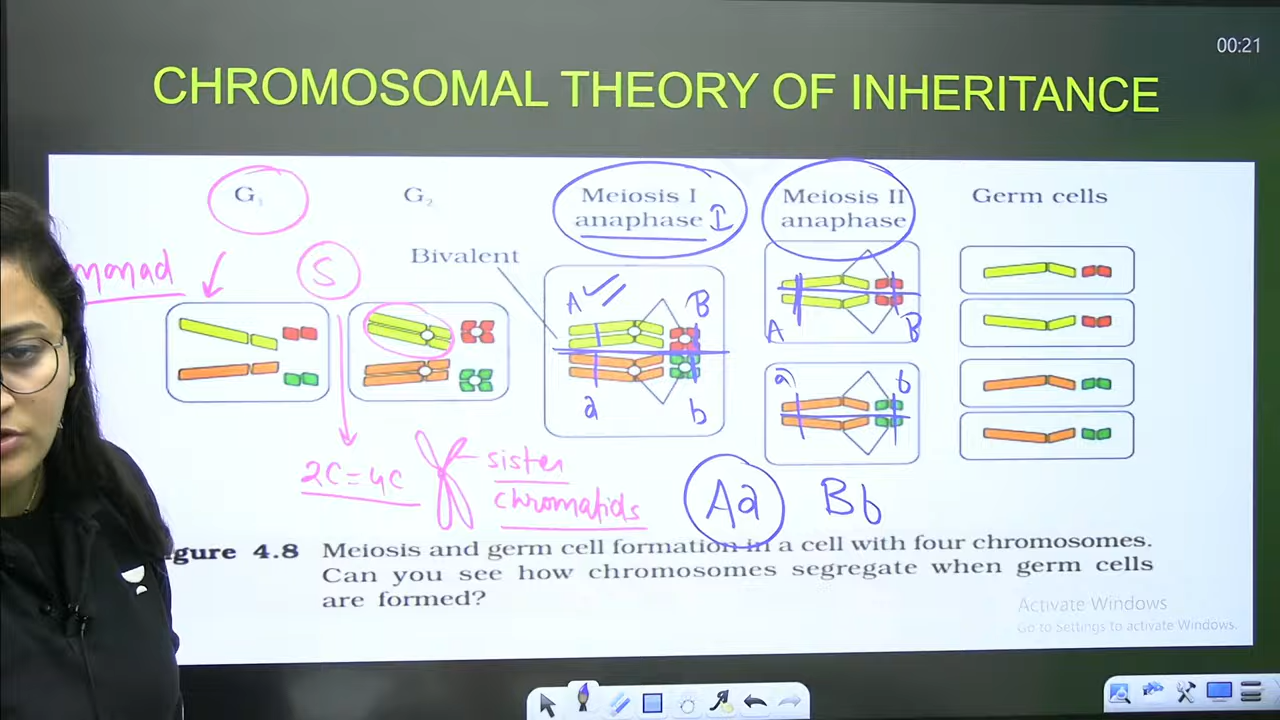 00:21
CHROMOSOMAL THEORY OF INHERITANCE
G₁
G₂
Meiosis I
anaphase I
Meiosis II
anaphase
Germ cells
Bivalent
monad
S
A
B
a
b
A
B
a
b
2C=4C
sister
chromatids
Aa
Bb
gure 4.8 Meiosis and germ cell formation in a cell with four chromosomes.
Can you see how chromosomes segregate when germ cells
are formed?
Activate Windows
Go to Settings to activate Windows.